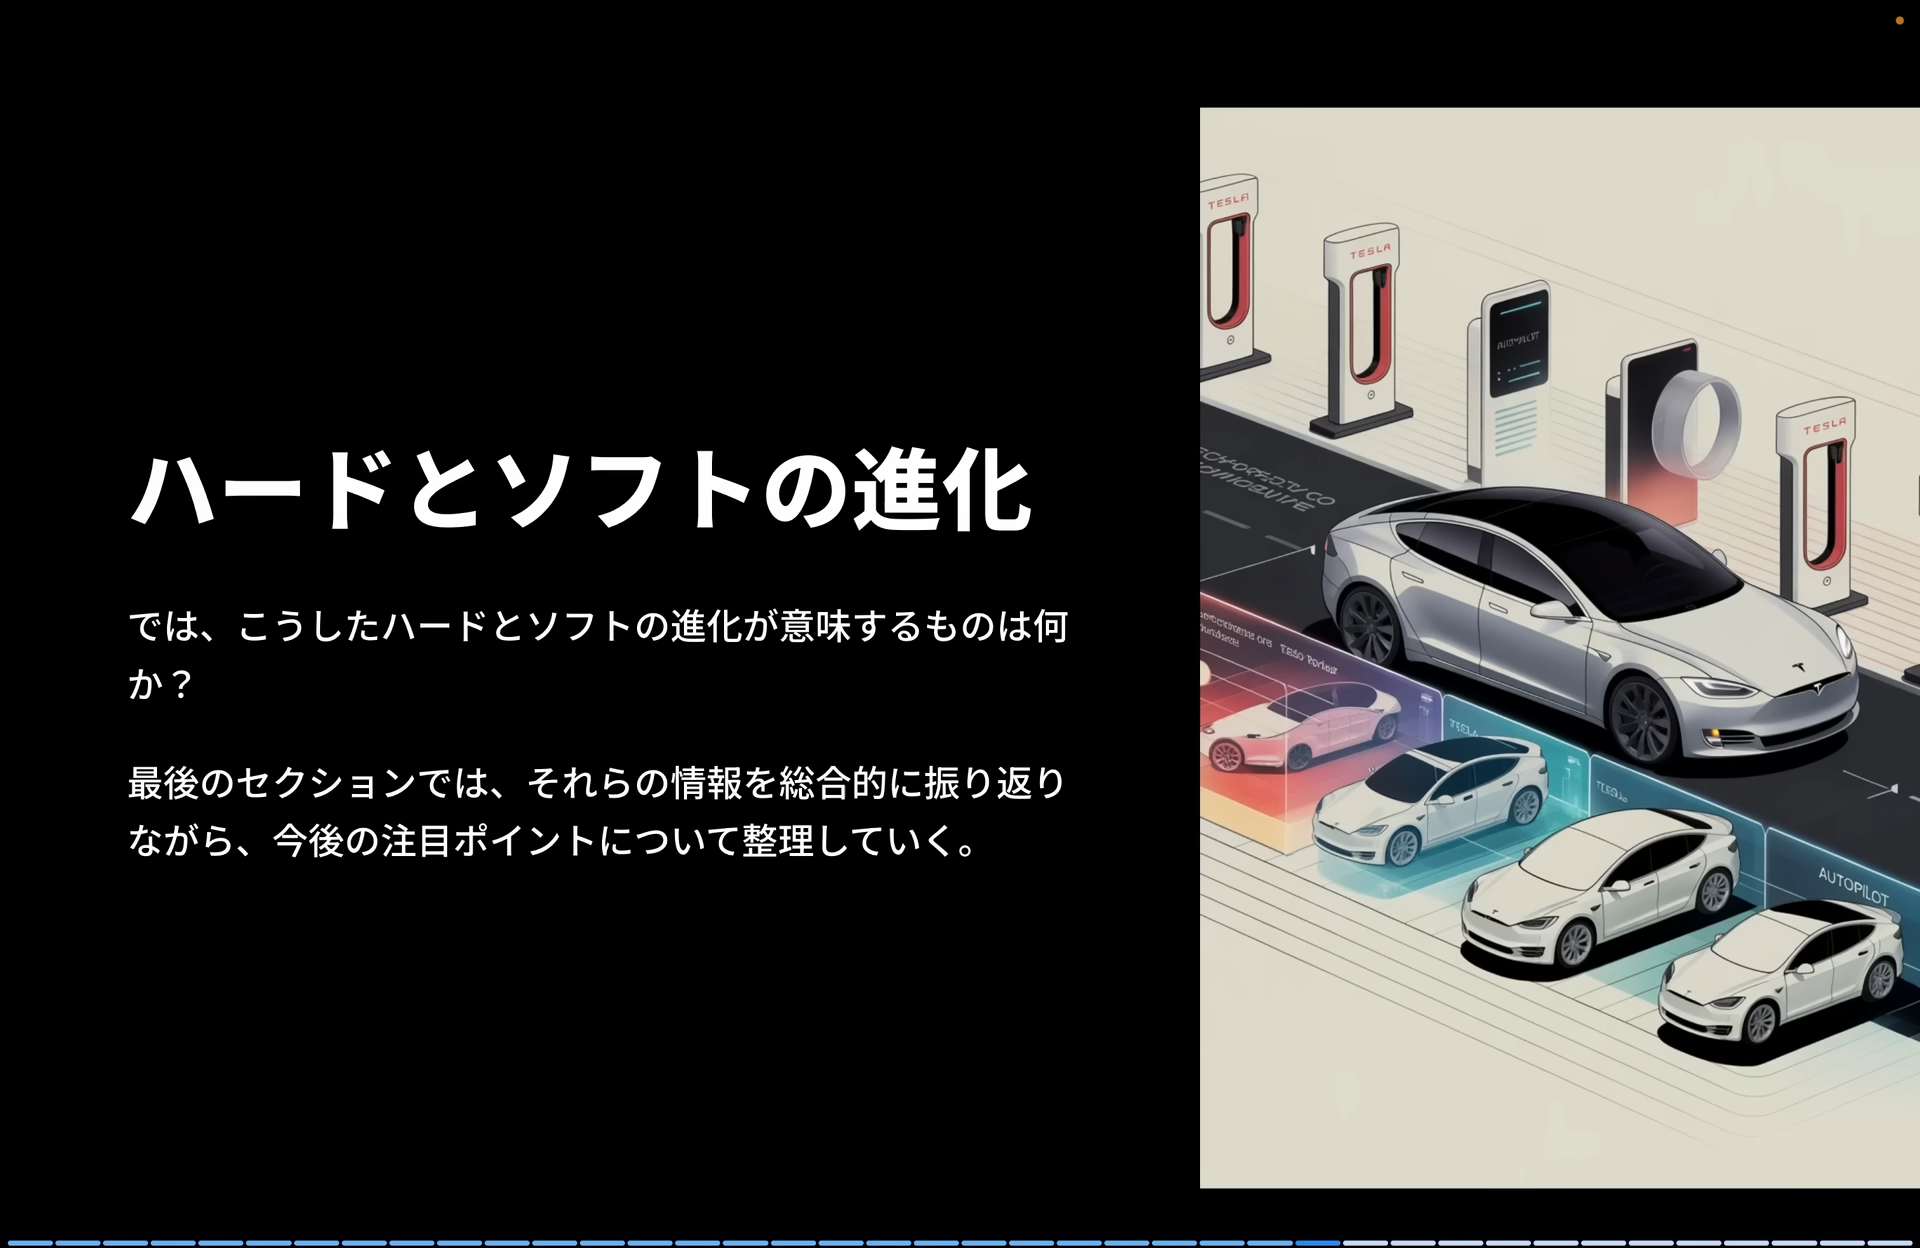 ハードとソフトの進化
では、こうしたハードとソフトの進化が意味するものは何
か？
最後のセクションでは、それらの情報を総合的に振り返り
ながら、今後の注目ポイントについて整理していく。
TESLA
TESLA
TESLA
AUTOPILOT